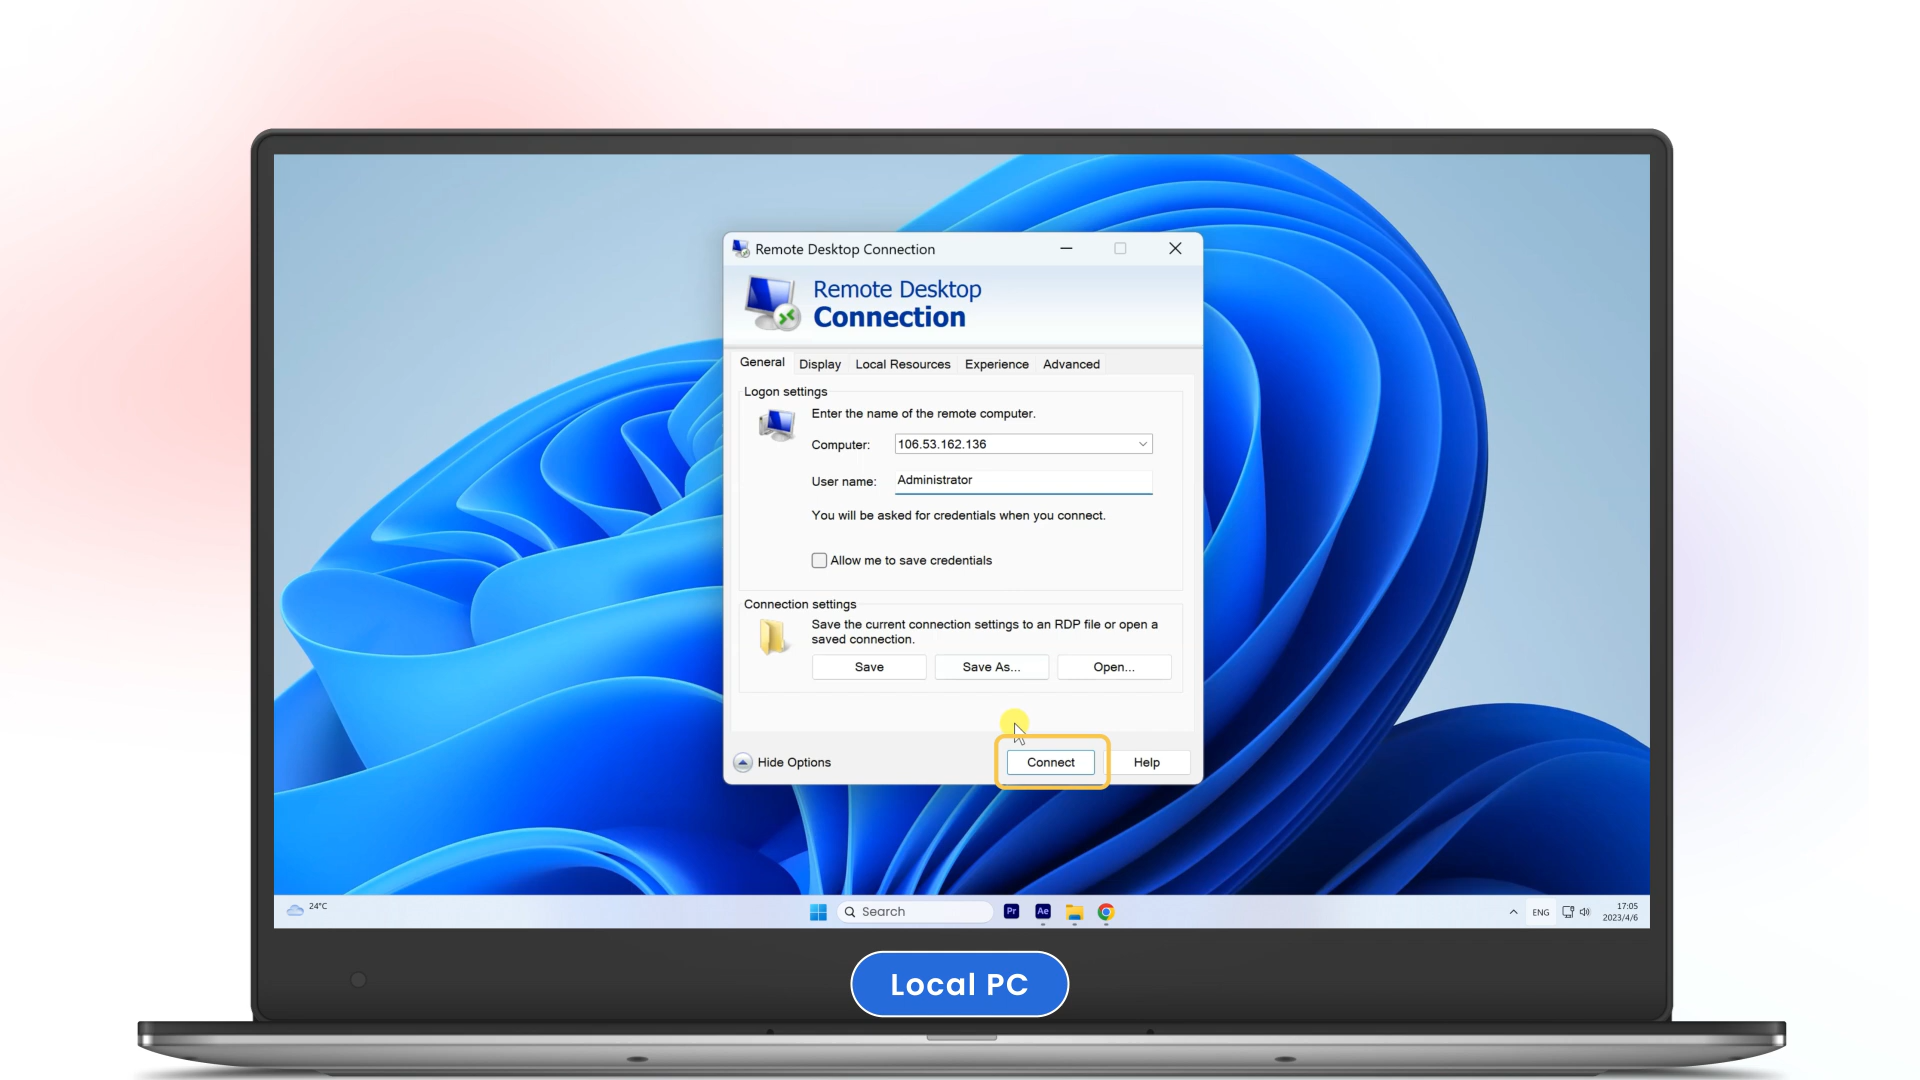 Remote Desktop Connection
Remote Desktop
Connection
General Display Local Resources Experience Advanced
Logon settings
Enter the name of the remote computer.
Computer: 106.53.162.136
User name: Administrator
You will be asked for credentials when you connect.
Allow me to save credentials
Connection settings
Save the current connection settings to an RDP file or open a
saved connection.
Save Save As... Open...
Hide Options Connect Help
24°C
Search
Pr
Ae
ENG
17:05
2023/4/6
Local PC